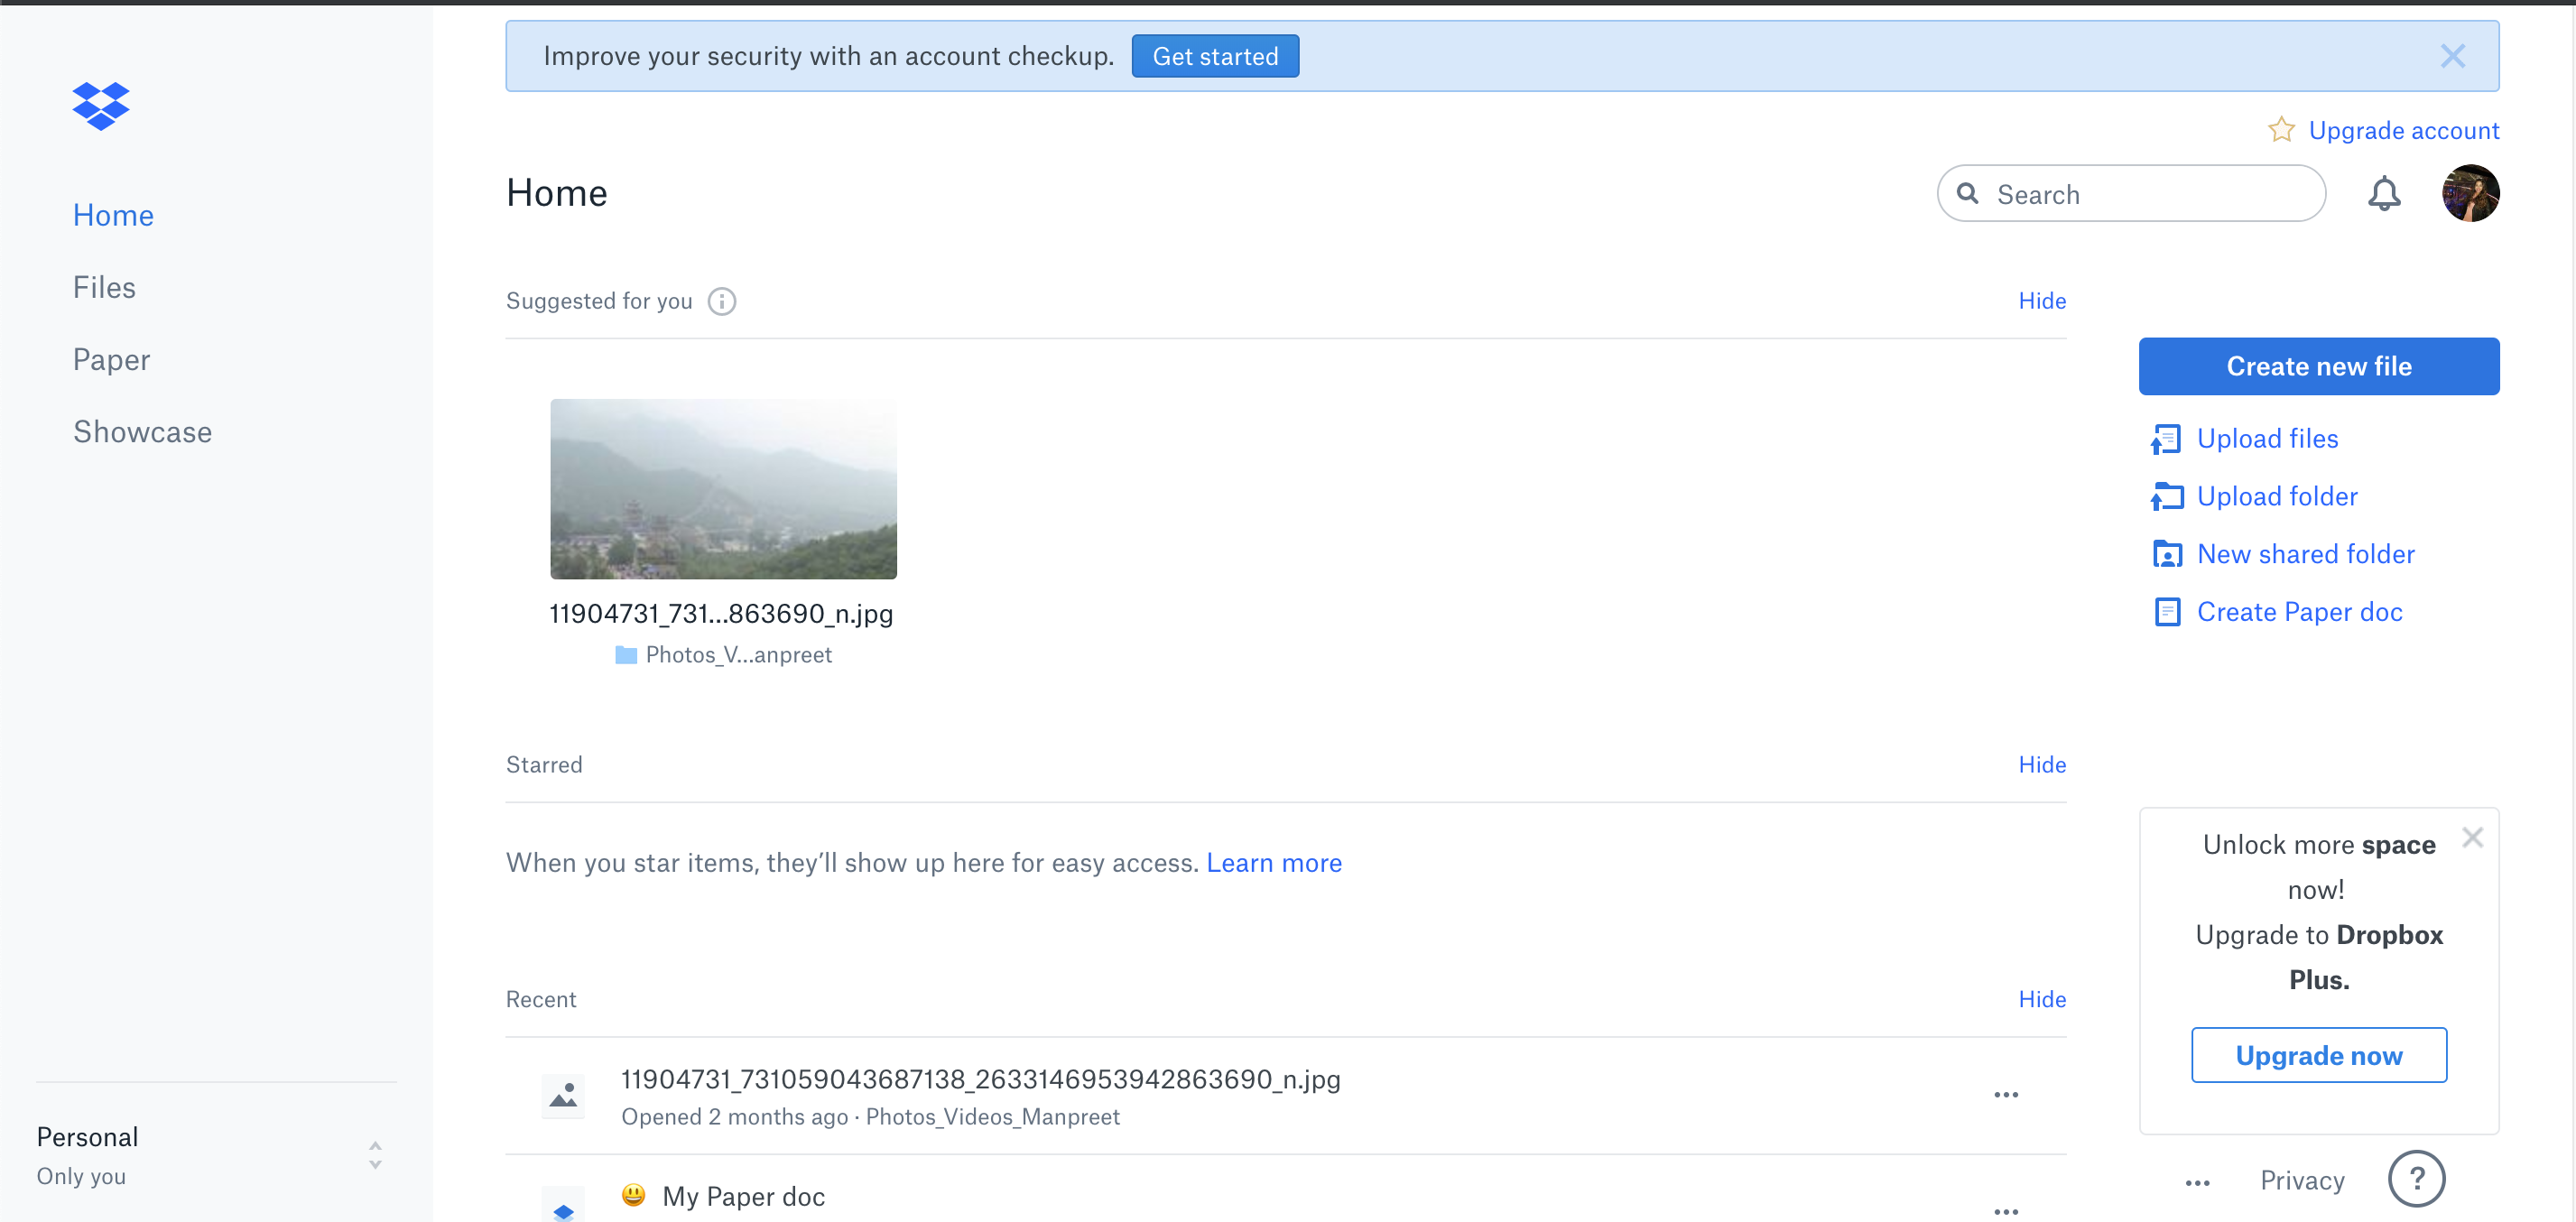 Improve your security with an account checkup. Get started
Upgrade account
Home
Files
Paper
Showcase
Home
Search
Suggested for you
Hide
11904731_731...863690_n.jpg
Photos_V...anpreet
Create new file
Upload files
Upload folder
New shared folder
Create Paper doc
Starred
Hide
When you star items, they’ll show up here for easy access. Learn more
Recent
Hide
11904731_731059043687138_2633146953942863690_n.jpg
Opened 2 months ago · Photos_Videos_Manpreet
😃 My Paper doc
Unlock more space
now!
Upgrade to Dropbox
Plus.
Upgrade now
Personal
Only you
Privacy
?